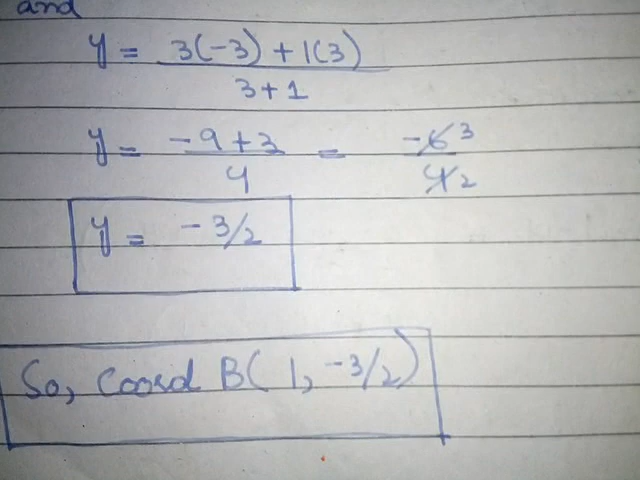 and
y = 3(-3) + 1(3) / 3+1
y = -9+3 / 4 = -6 3 / 4 2
y = -3/2
So, coord B( 1, -3/2)